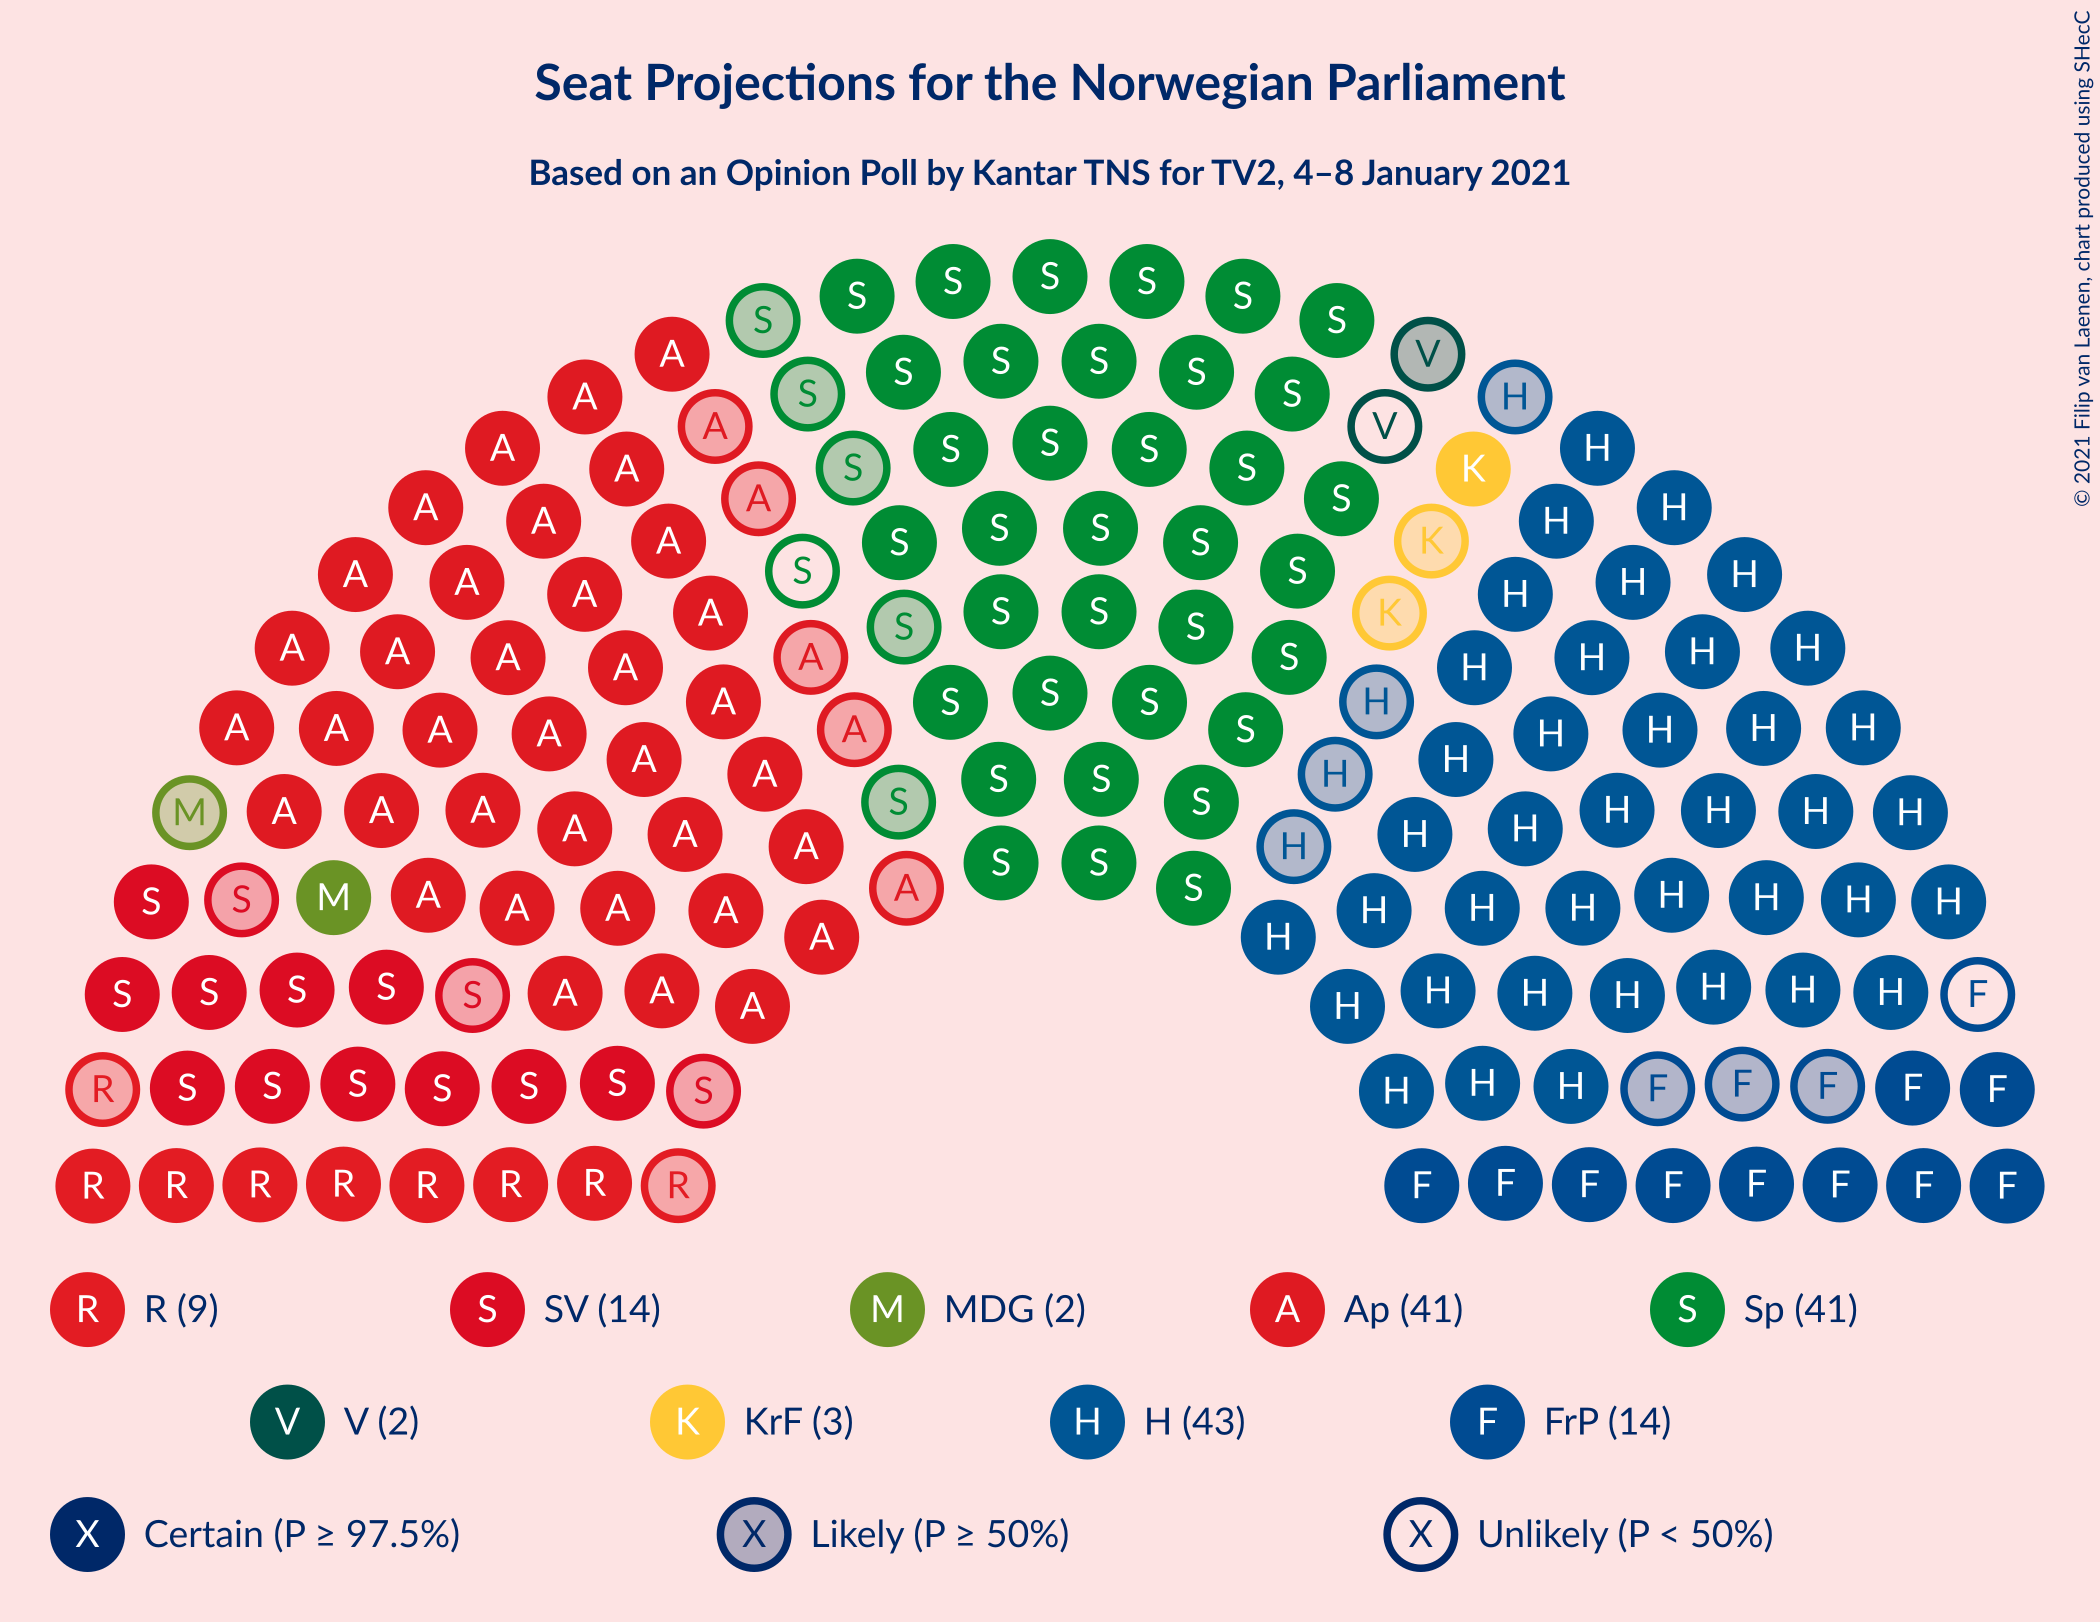 © 2021 Filip van Laenen, chart produced using SHecC
Seat Projections for the Norwegian Parliament
Based on an Opinion Poll by Kantar TNS for TV2, 4–8 January 2021
S S S S S
S S
A S S S S V
A S S H
A V
A S S S H
A S S K
A A S H
A S S H
A S S K
A A S S H H
A H
A S S S S K
A A A A S H H H
A H
A S S S H
A A A A A S H H H H
A H
A S S H
M A A A S S H H H H
A A A H H H
S S
A S
S S M A A A A H H H H H H H
A H
S S S S S A A A H H H H H H H F
R S S S S S S S H H H F F F F F
R R R R R R R R F F F F F F F F
R R (9) S SV (14) M MDG (2) A Ap (41) S Sp (41)
V V (2) K KrF (3) H H (43) F FrP (14)
X Certain (P ≥ 97.5%) X Likely (P ≥ 50%) X Unlikely (P < 50%)